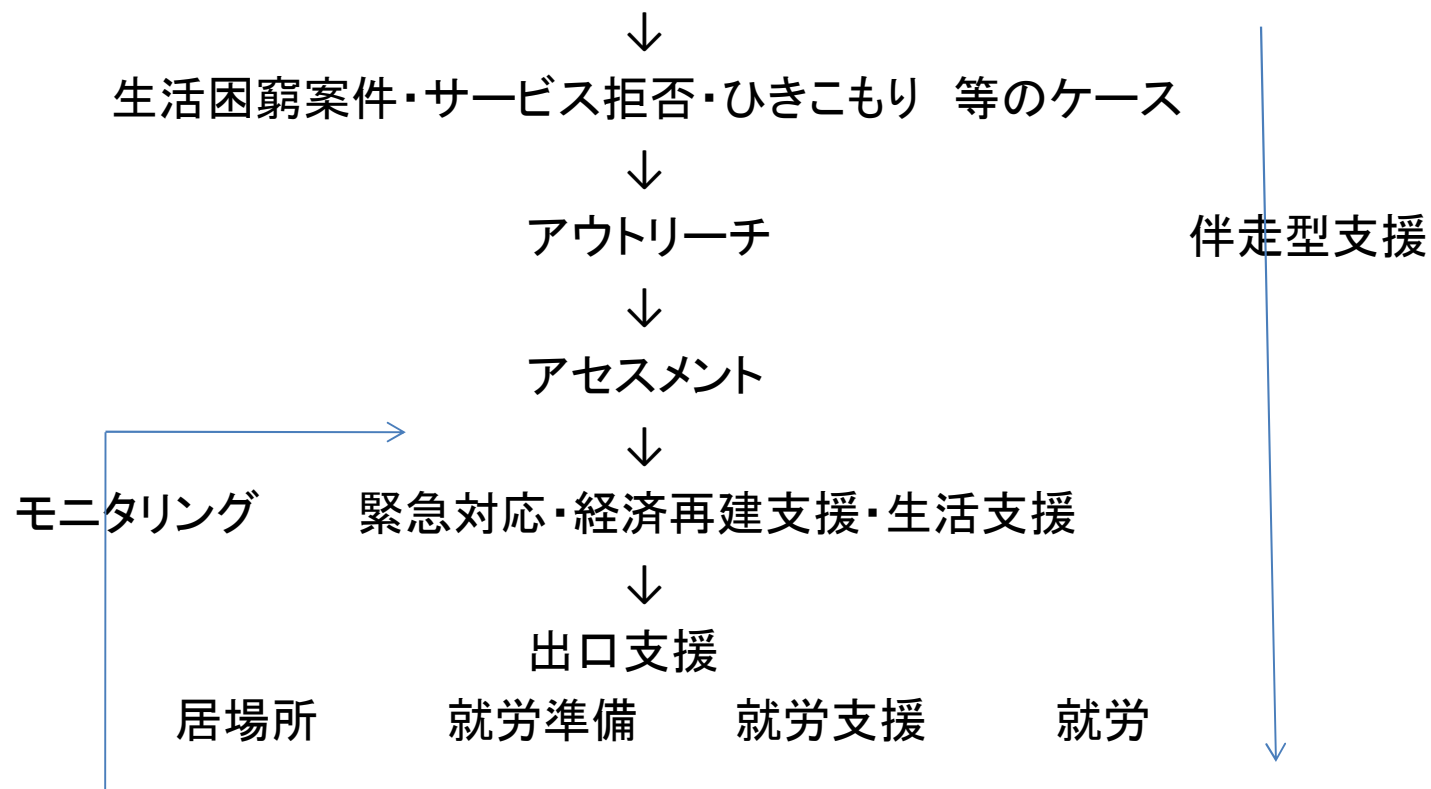 ↓
生活困窮案件・サービス拒否・ひきこもり　等のケース
↓
アウトリーチ　伴走型支援
↓
アセスメント
↓
モニタリング　緊急対応・経済再建支援・生活支援
↓
出口支援
居場所　就労準備　就労支援　就労